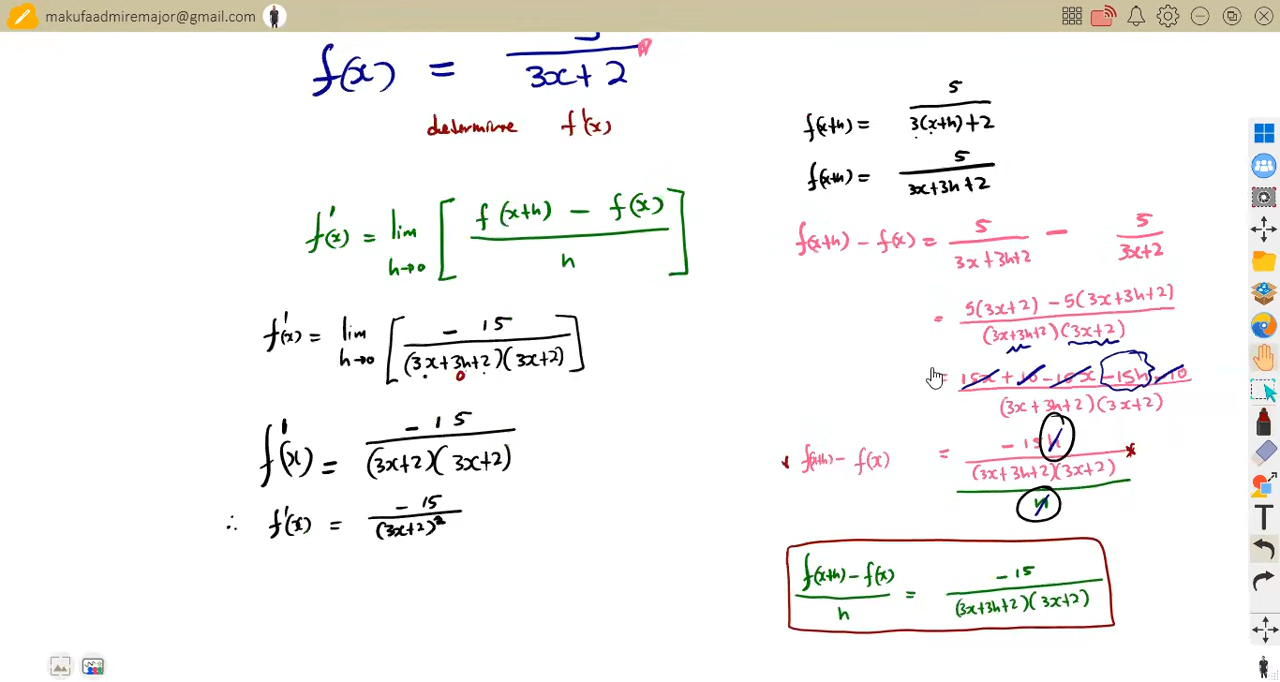 makufaadmiremajor@gmail.com
f(x) = 5/(3x+2)
determine f'(x)
f'(x) = lim h→0 [ (f(x+h) - f(x))/h ]
f'(x) = lim h→0 [ -15/((3x+3h+2)(3x+2)) ]
0
f'(x) = -15/((3x+2)(3x+2))
∴ f'(x) = -15/(3x+2)²
f(x+h) = 5/(3(x+h)+2)
f(x+h) = 5/(3x+3h+2)
f(x+h) - f(x) = 5/(3x+3h+2) - 5/(3x+2)
= (5(3x+2) - 5(3x+3h+2))/((3x+3h+2)(3x+2))
= (15x + 10 - 15x - 15h - 10)/((3x+3h+2)(3x+2))
f(x+h) - f(x) = -15h/((3x+3h+2)(3x+2))
h
(f(x+h) - f(x))/h = -15/((3x+3h+2)(3x+2))
T